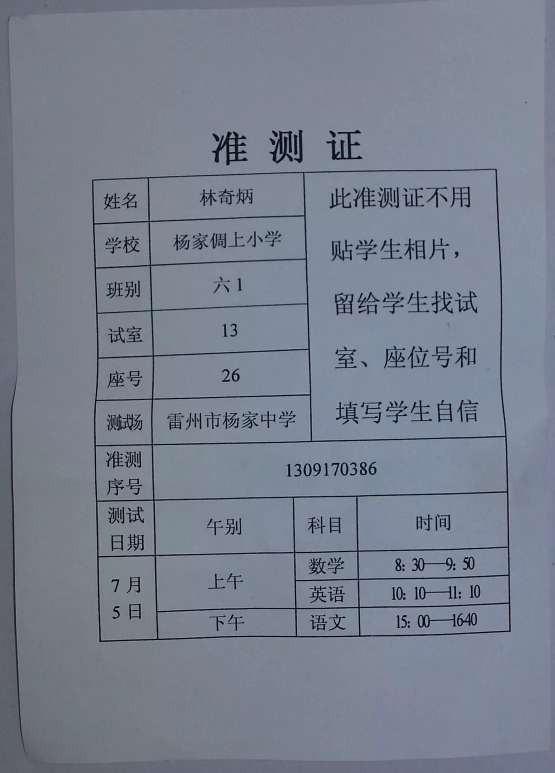 准测证
姓名 林奇炳
学校 杨家倜上小学
班别 六1
试室 13
座号 26
测试场 雷州市杨家中学
此准测证不用
贴学生相片，
留给学生找试
室、座位号和
填写学生自信
准测
序号
1309170386
测试
日期
午别 科目 时间
7月
5日
上午
数学 8：30—9：50
英语 10：10—11：10
下午 语文 15：00—1640